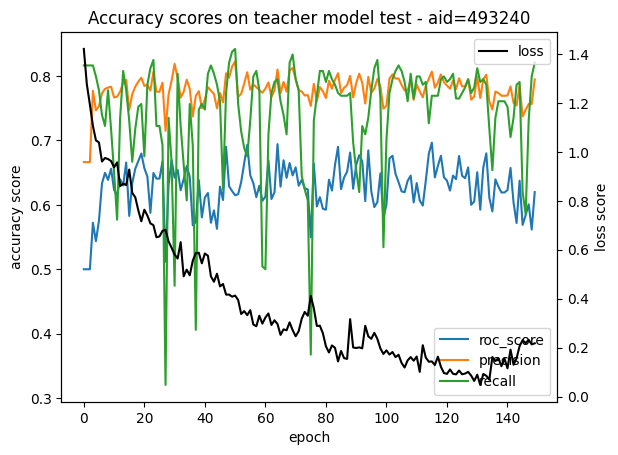 Accuracy scores on teacher model test - aid=493240
loss
accuracy score
0.8
0.7
0.6
0.5
0.4
0.3
1.4
1.2
1.0
0.8
0.6
0.4
0.2
0.0
loss score
roc_score
precision
recall
0 20 40 60 80 100 120 140
epoch